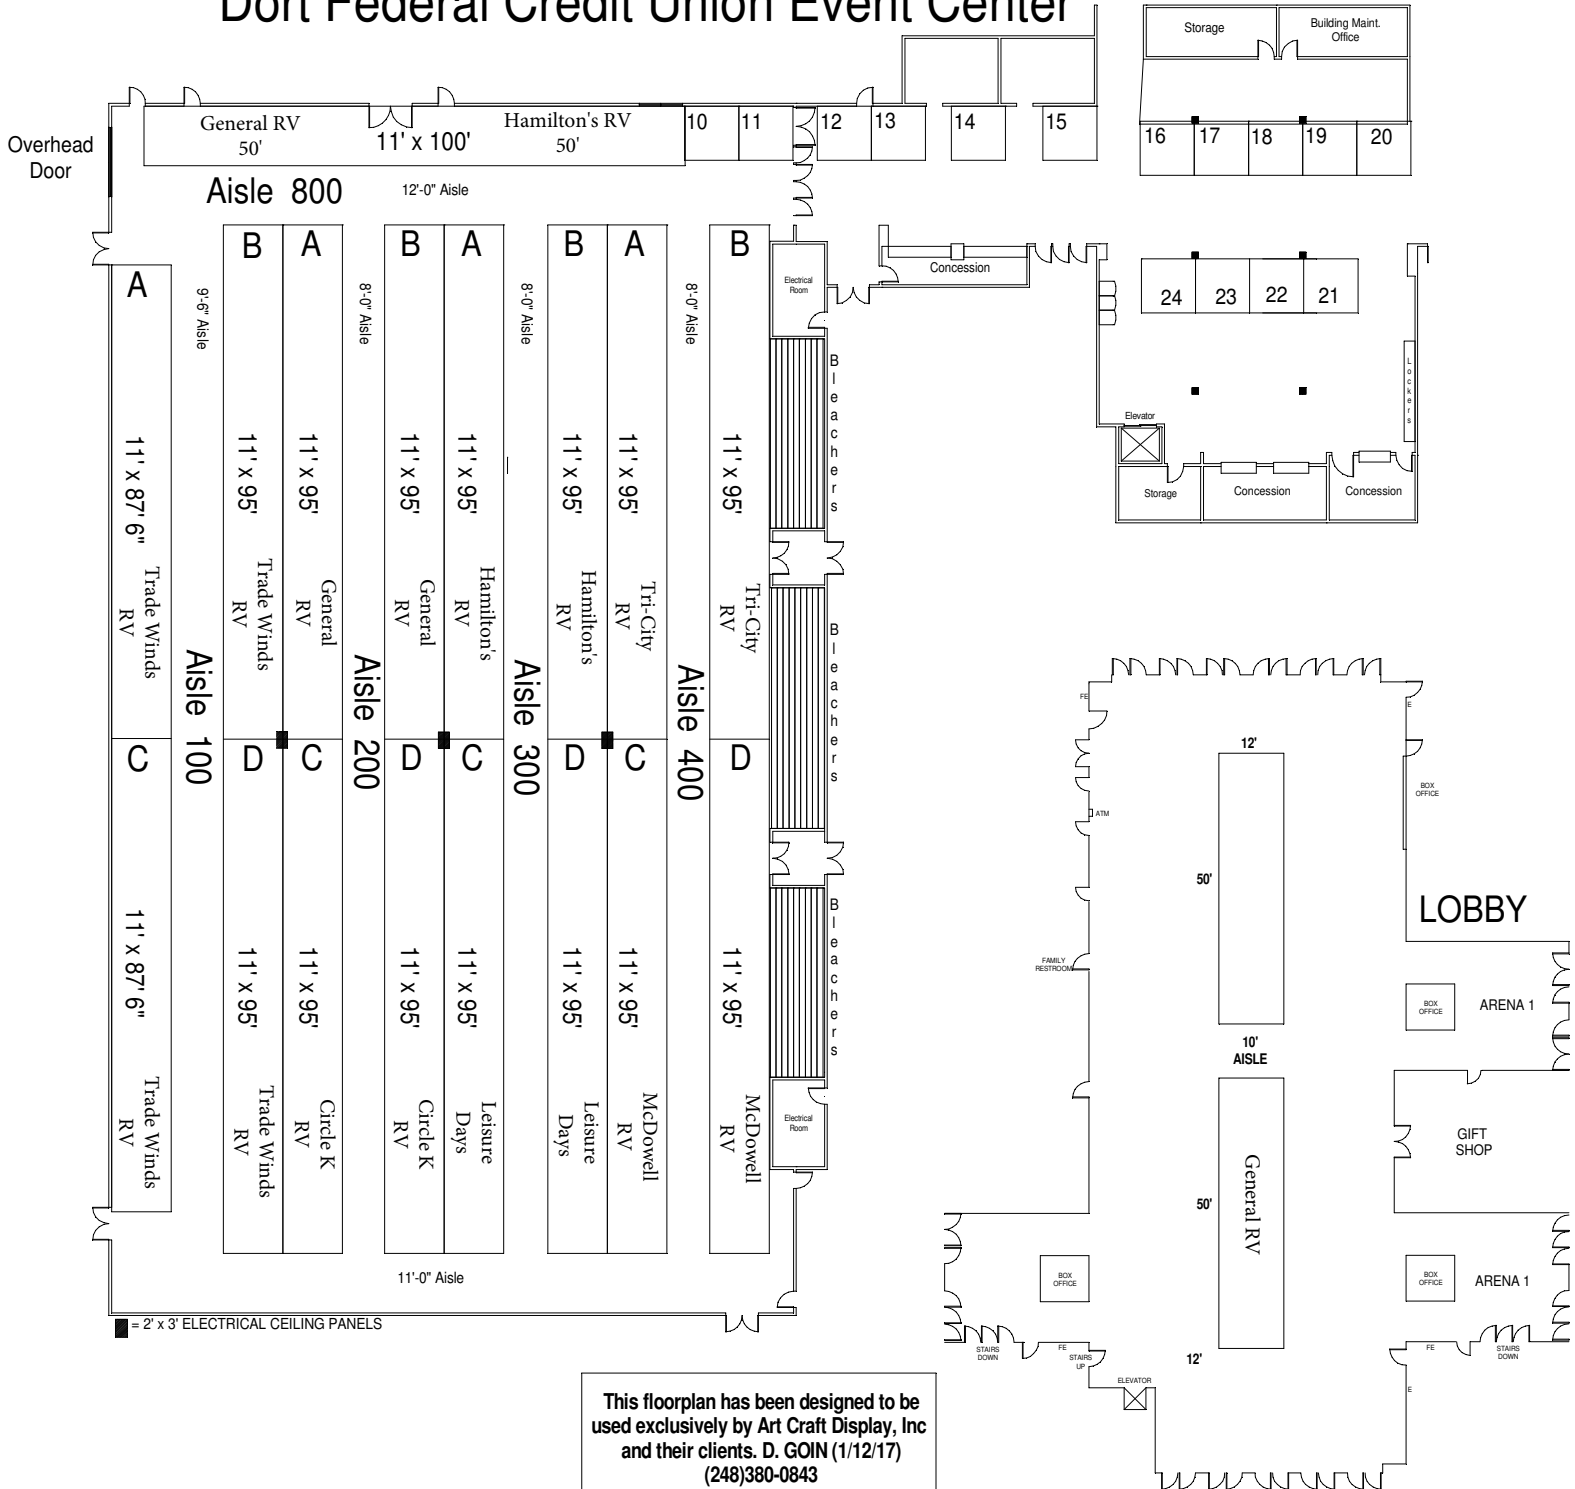 Dort Federal Credit Union Event Center
Storage
Building Maint.
Office
Overhead
Door
General RV
50'
11' x 100'
Hamilton's RV
50'
10
11
12
13
14
15
16
17
18
19
20
Aisle 800
12'-0" Aisle
A
B
A
B
A
B
A
B
9'-6" Aisle
8'-0" Aisle
8'-0" Aisle
8'-0" Aisle
Electrical
Room
Concession
24
23
22
21
Lockers
Elevator
Storage
Concession
Concession
Bleachers
11' x 87' 6"
11' x 95'
11' x 95'
11' x 95'
11' x 95'
11' x 95'
11' x 95'
11' x 95'
Trade Winds
RV
Trade Winds
RV
General
RV
General
RV
Hamilton's
RV
Hamilton's
RV
Tri-City
RV
Tri-City
RV
Bleachers
Aisle 100
Aisle 200
Aisle 300
Aisle 400
C
D
C
D
C
D
C
D
11' x 87' 6"
11' x 95'
11' x 95'
11' x 95'
11' x 95'
11' x 95'
11' x 95'
11' x 95'
Bleachers
Trade Winds
RV
Trade Winds
RV
Circle K
RV
Circle K
RV
Leisure
Days
Leisure
Days
McDowell
RV
McDowell
RV
Electrical
Room
11'-0" Aisle
= 2' x 3' ELECTRICAL CEILING PANELS
FE
E
12'
BOX
OFFICE
ATM
50'
LOBBY
FAMILY
RESTROOM
BOX
OFFICE
ARENA 1
10'
AISLE
GIFT
SHOP
General RV
50'
BOX
OFFICE
BOX
OFFICE
ARENA 1
STAIRS
DOWN
FE
STAIRS
UP
12'
FE
STAIRS
DOWN
ELEVATOR
E
This floorplan has been designed to be
used exclusively by Art Craft Display, Inc
and their clients. D. GOIN (1/12/17)
(248)380-0843